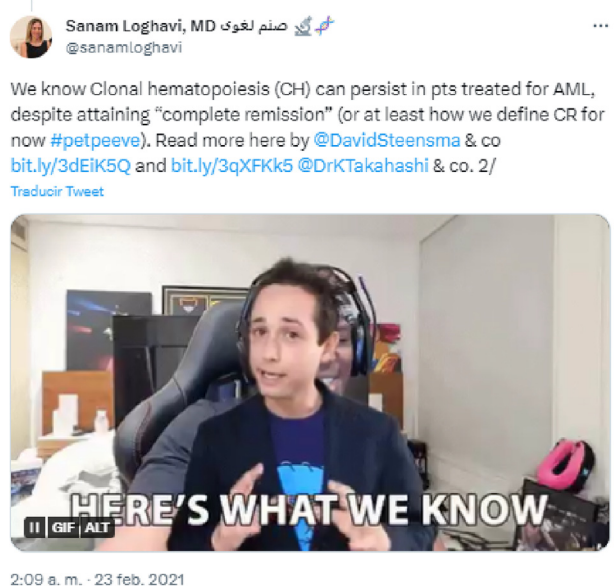 Sanam Loghavi, MD صنم لغوی
@sanamloghavi
We know Clonal hematopoiesis (CH) can persist in pts treated for AML,
despite attaining “complete remission” (or at least how we define CR for
now #petpeeve). Read more here by @DavidSteensma & co
bit.ly/3dEiK5Q and bit.ly/3qXFKk5 @DrKTakahashi & co. 2/
Traducir Tweet
HERE'S WHAT WE KNOW
GIF ALT
2:09 a. m. · 23 feb. 2021